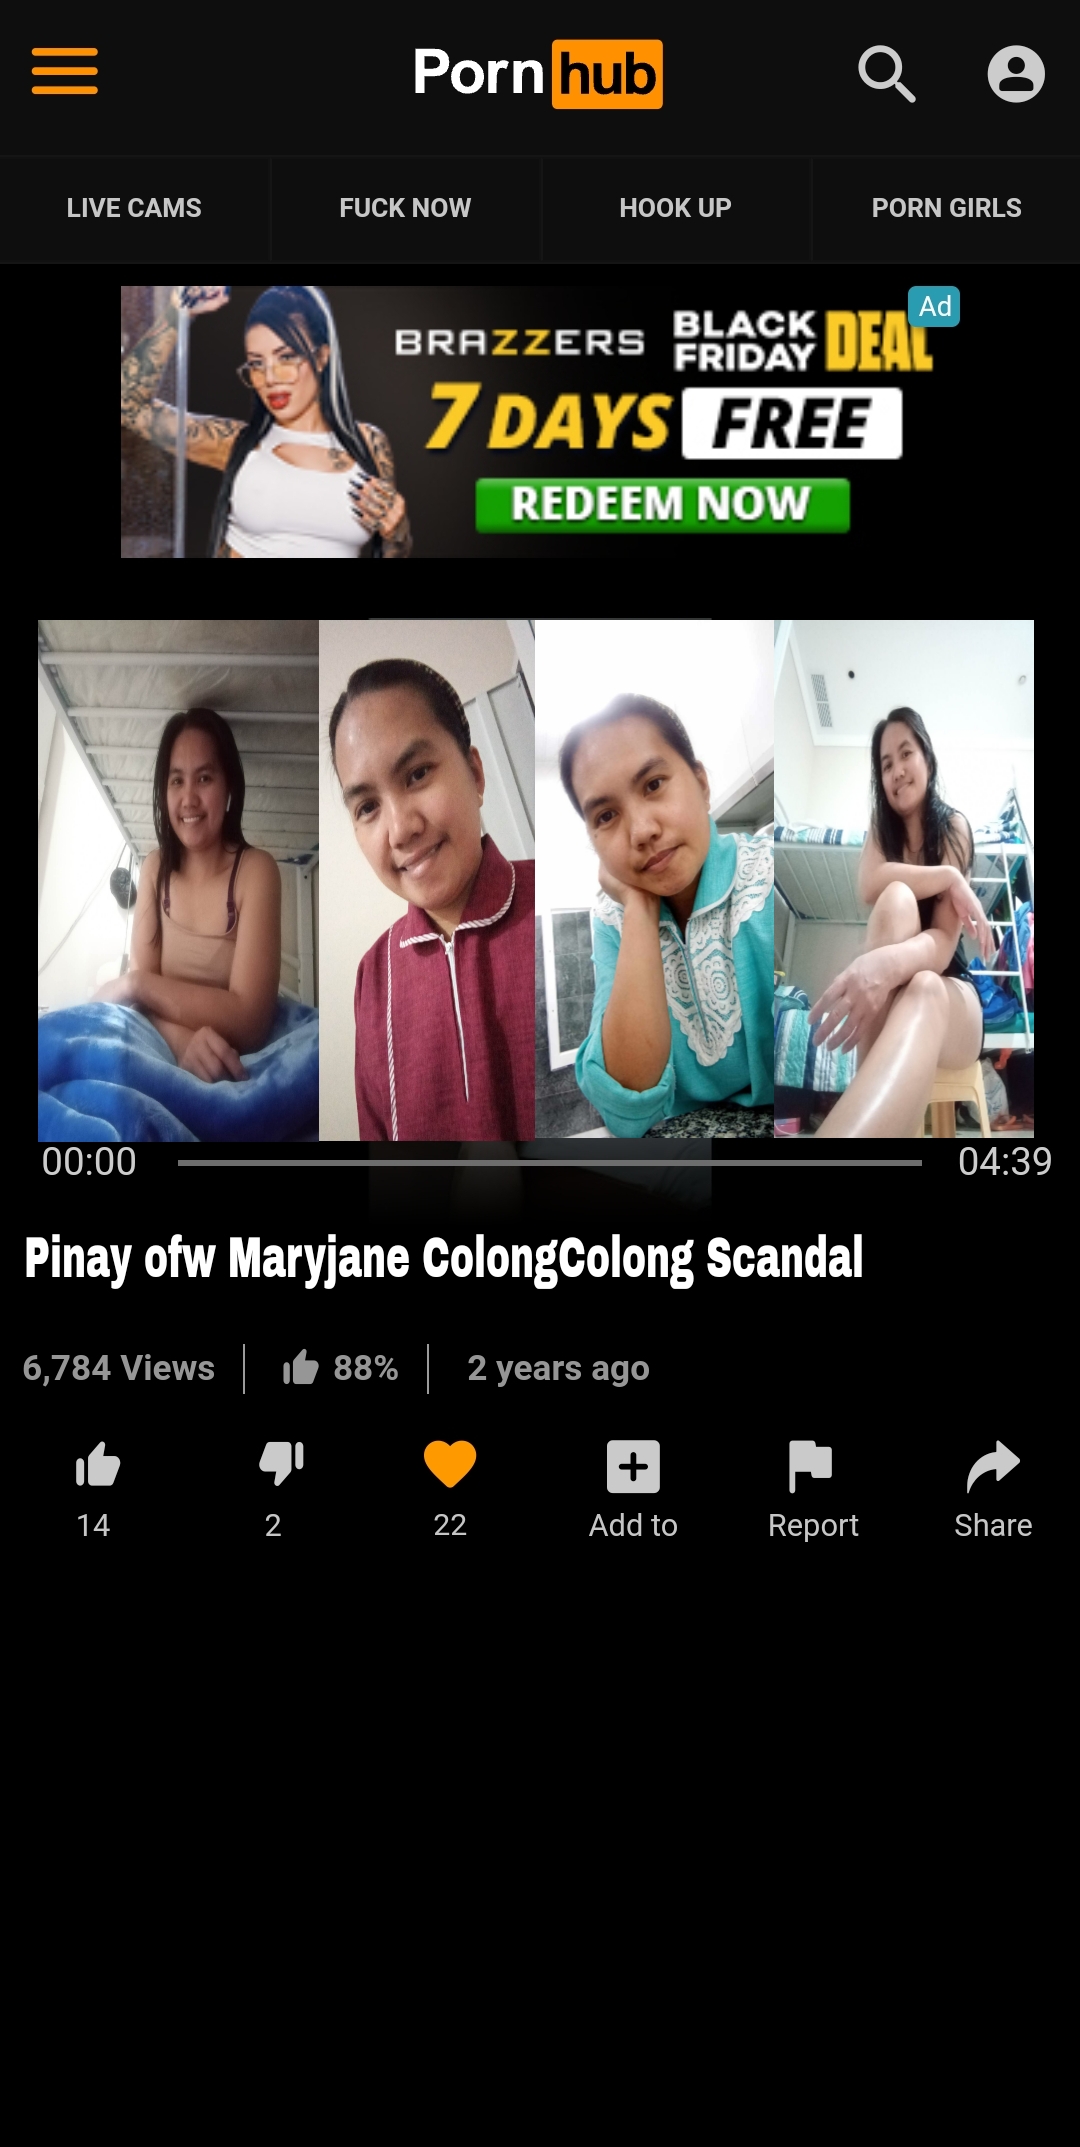 Pornhub
LIVE CAMS
FUCK NOW
HOOK UP
PORN GIRLS
Ad
BRAZZERS
BLACK FRIDAY DEAL
7 DAYS FREE
REDEEM NOW
00:00
04:39
Pinay ofw Maryjane ColongColong Scandal
6,784 Views
88%
2 years ago
14
2
22
Add to
Report
Share